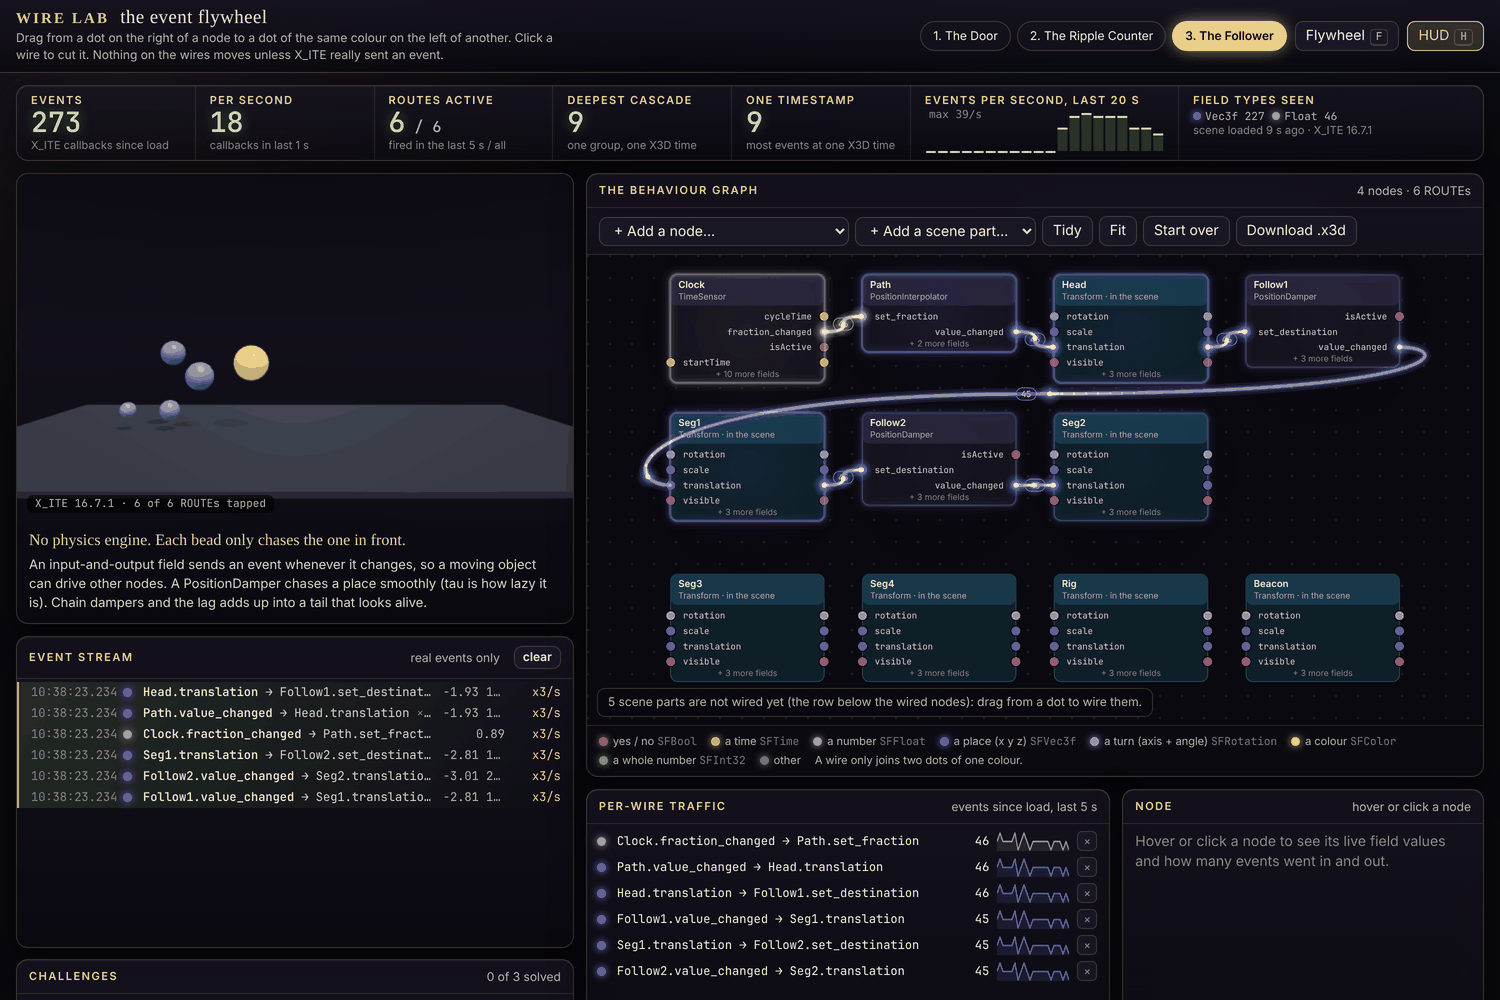 WIRE LAB the event flywheel
Drag from a dot on the right of a node to a dot of the same colour on the left of another. Click a
wire to cut it. Nothing on the wires moves unless X_ITE really sent an event.
1. The Door
2. The Ripple Counter
3. The Follower
Flywheel F
HUD H
EVENTS
273
X_ITE callbacks since load
PER SECOND
18
callbacks in last 1 s
ROUTES ACTIVE
6 / 6
fired in the last 5 s / all
DEEPEST CASCADE
9
one group, one X3D time
ONE TIMESTAMP
9
most events at one X3D time
EVENTS PER SECOND, LAST 20 S
max 39/s
FIELD TYPES SEEN
Vec3f 227 Float 46
scene loaded 9 s ago · X_ITE 16.7.1
X_ITE 16.7.1 · 6 of 6 ROUTEs tapped
No physics engine. Each bead only chases the one in front.
An input-and-output field sends an event whenever it changes, so a moving object
can drive other nodes. A PositionDamper chases a place smoothly (tau is how lazy it
is). Chain dampers and the lag adds up into a tail that looks alive.
EVENT STREAM
real events only
clear
10:38:23.234 Head.translation → Follow1.set_destinat… -1.93 1… x3/s
10:38:23.234 Path.value_changed → Head.translation ×… -1.93 1… x3/s
10:38:23.234 Clock.fraction_changed → Path.set_fract… 0.89 x3/s
10:38:23.234 Seg1.translation → Follow2.set_destinat… -2.81 1… x3/s
10:38:23.234 Follow2.value_changed → Seg2.translatio… -3.01 2… x3/s
10:38:23.234 Follow1.value_changed → Seg1.translatio… -2.81 1… x3/s
CHALLENGES
0 of 3 solved
THE BEHAVIOUR GRAPH
4 nodes · 6 ROUTEs
+ Add a node...
+ Add a scene part...
Tidy
Fit
Start over
Download .x3d
Clock
TimeSensor
cycleTime
fraction_changed
isActive
startTime
+ 10 more fields
Path
PositionInterpolator
set_fraction
value_changed
+ 2 more fields
Head
Transform · in the scene
rotation
scale
translation
visible
+ 3 more fields
Follow1
PositionDamper
isActive
set_destination
value_changed
+ 3 more fields
45
Seg1
Transform · in the scene
rotation
scale
translation
visible
+ 3 more fields
Follow2
PositionDamper
isActive
set_destination
value_changed
+ 3 more fields
Seg2
Transform · in the scene
rotation
scale
translation
visible
+ 3 more fields
Seg3
Transform · in the scene
rotation
scale
translation
visible
+ 3 more fields
Seg4
Transform · in the scene
rotation
scale
translation
visible
+ 3 more fields
Rig
Transform · in the scene
rotation
scale
translation
visible
+ 3 more fields
Beacon
Transform · in the scene
rotation
scale
translation
visible
+ 3 more fields
5 scene parts are not wired yet (the row below the wired nodes): drag from a dot to wire them.
yes / no SFBool a time SFTime a number SFFloat a place (x y z) SFVec3f a turn (axis + angle) SFRotation a colour SFColor
a whole number SFInt32 other A wire only joins two dots of one colour.
PER-WIRE TRAFFIC
events since load, last 5 s
Clock.fraction_changed → Path.set_fraction 46 ×
Path.value_changed → Head.translation 46 ×
Head.translation → Follow1.set_destination 46 ×
Follow1.value_changed → Seg1.translation 45 ×
Seg1.translation → Follow2.set_destination 45 ×
Follow2.value_changed → Seg2.translation 45 ×
NODE
hover or click a node
Hover or click a node to see its live field values
and how many events went in and out.